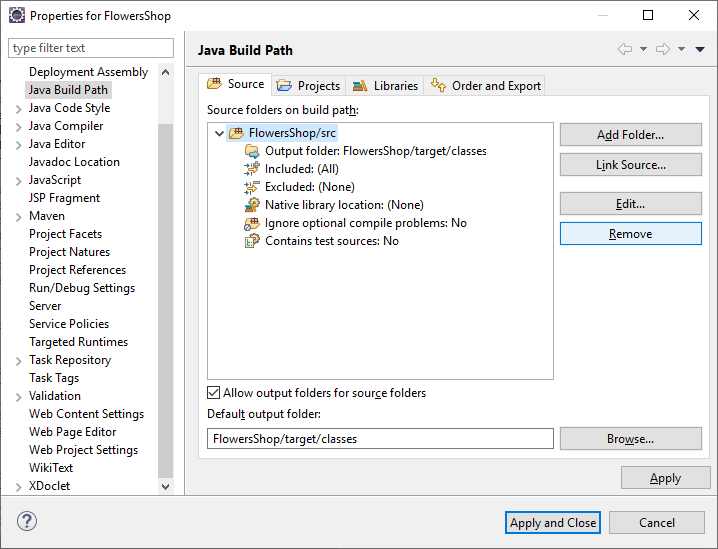 Properties for FlowersShop
type filter text
Deployment Assembly
Java Build Path
Java Code Style
Java Compiler
Java Editor
Javadoc Location
JavaScript
JSP Fragment
Maven
Project Facets
Project Natures
Project References
Run/Debug Settings
Server
Service Policies
Targeted Runtimes
Task Repository
Task Tags
Validation
Web Content Settings
Web Page Editor
Web Project Settings
WikiText
XDoclet
Java Build Path
Source
Projects
Libraries
Order and Export
Source folders on build path:
FlowersShop/src
Output folder: FlowersShop/target/classes
Included: (All)
Excluded: (None)
Native library location: (None)
Ignore optional compile problems: No
Contains test sources: No
Add Folder...
Link Source...
Edit...
Remove
Allow output folders for source folders
Default output folder:
FlowersShop/target/classes
Browse...
Apply
?
Apply and Close
Cancel